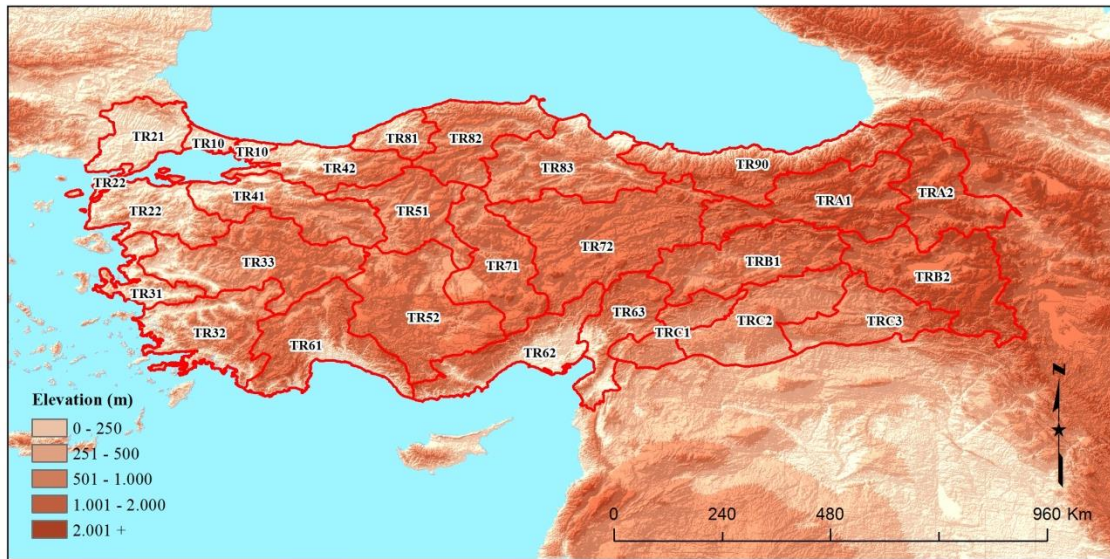 TR21
TR10
TR10
TR81
TR82
TR22
TR42
TR83
TR90
TR41
TR22
TR51
TRA1
TRA2
TR33
TR72
TR71
TRB1
TRB2
TR31
TR32
TR52
TR63
TRC1
TRC2
TRC3
TR61
TR62
N
Elevation (m)
0 - 250
251 - 500
501 - 1.000
1.001 - 2.000
2.001 +
0 240 480 960 Km